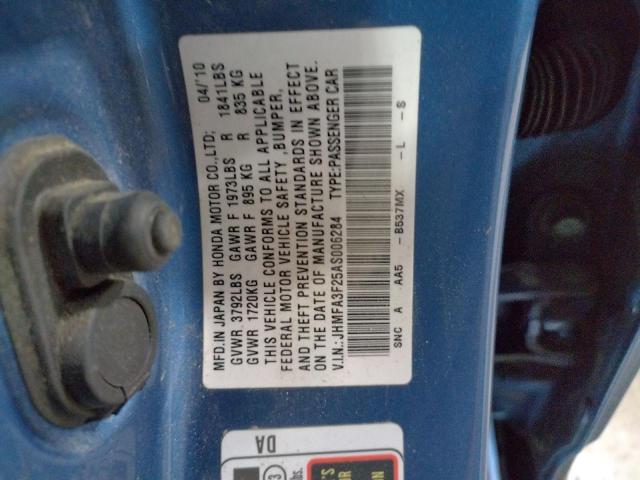 MFD.IN JAPAN BY HONDA MOTOR CO.,LTD; 04/'10
GVWR 3792LBS GAWR F 1973LBS R 1841LBS
GVWR 1720KG GAWR F 895 KG R 835 KG
THIS VEHICLE CONFORMS TO ALL APPLICABLE
FEDERAL MOTOR VEHICLE SAFETY ,BUMPER,
AND THEFT PREVENTION STANDARDS IN EFFECT
ON THE DATE OF MANUFACTURE SHOWN ABOVE.
V.I.N.:JHMFA3F25AS006284 TYPE:PASSENGER CAR
SNC A AA5 -B537MX -L -S
DA